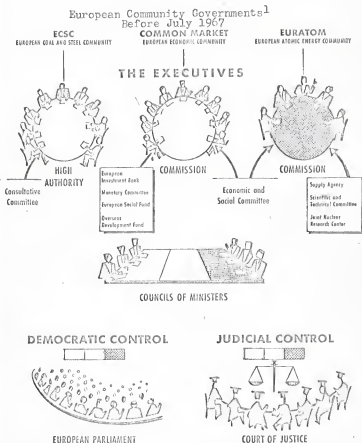 European Community Governments1
Before July 1967
ECSC
EUROPEAN COAL AND STEEL COMMUNITY
COMMON MARKET
EUROPEAN ECONOMIC COMMUNITY
EURATOM
EUROPEAN ATOMIC ENERGY COMMUNITY
THE EXECUTIVES
HIGH
AUTHORITY
COMMISSION
COMMISSION
Consultative
Committee
European
Investment Bank
Monetary Committee
European Social Fund
Overseas
Development Fund
Economic and
Social Committee
Supply Agency
Scientific and
Technical Committee
Joint Nuclear
Research Center
COUNCILS OF MINISTERS
DEMOCRATIC CONTROL
EUROPEAN PARLIAMENT
JUDICIAL CONTROL
COURT OF JUSTICE